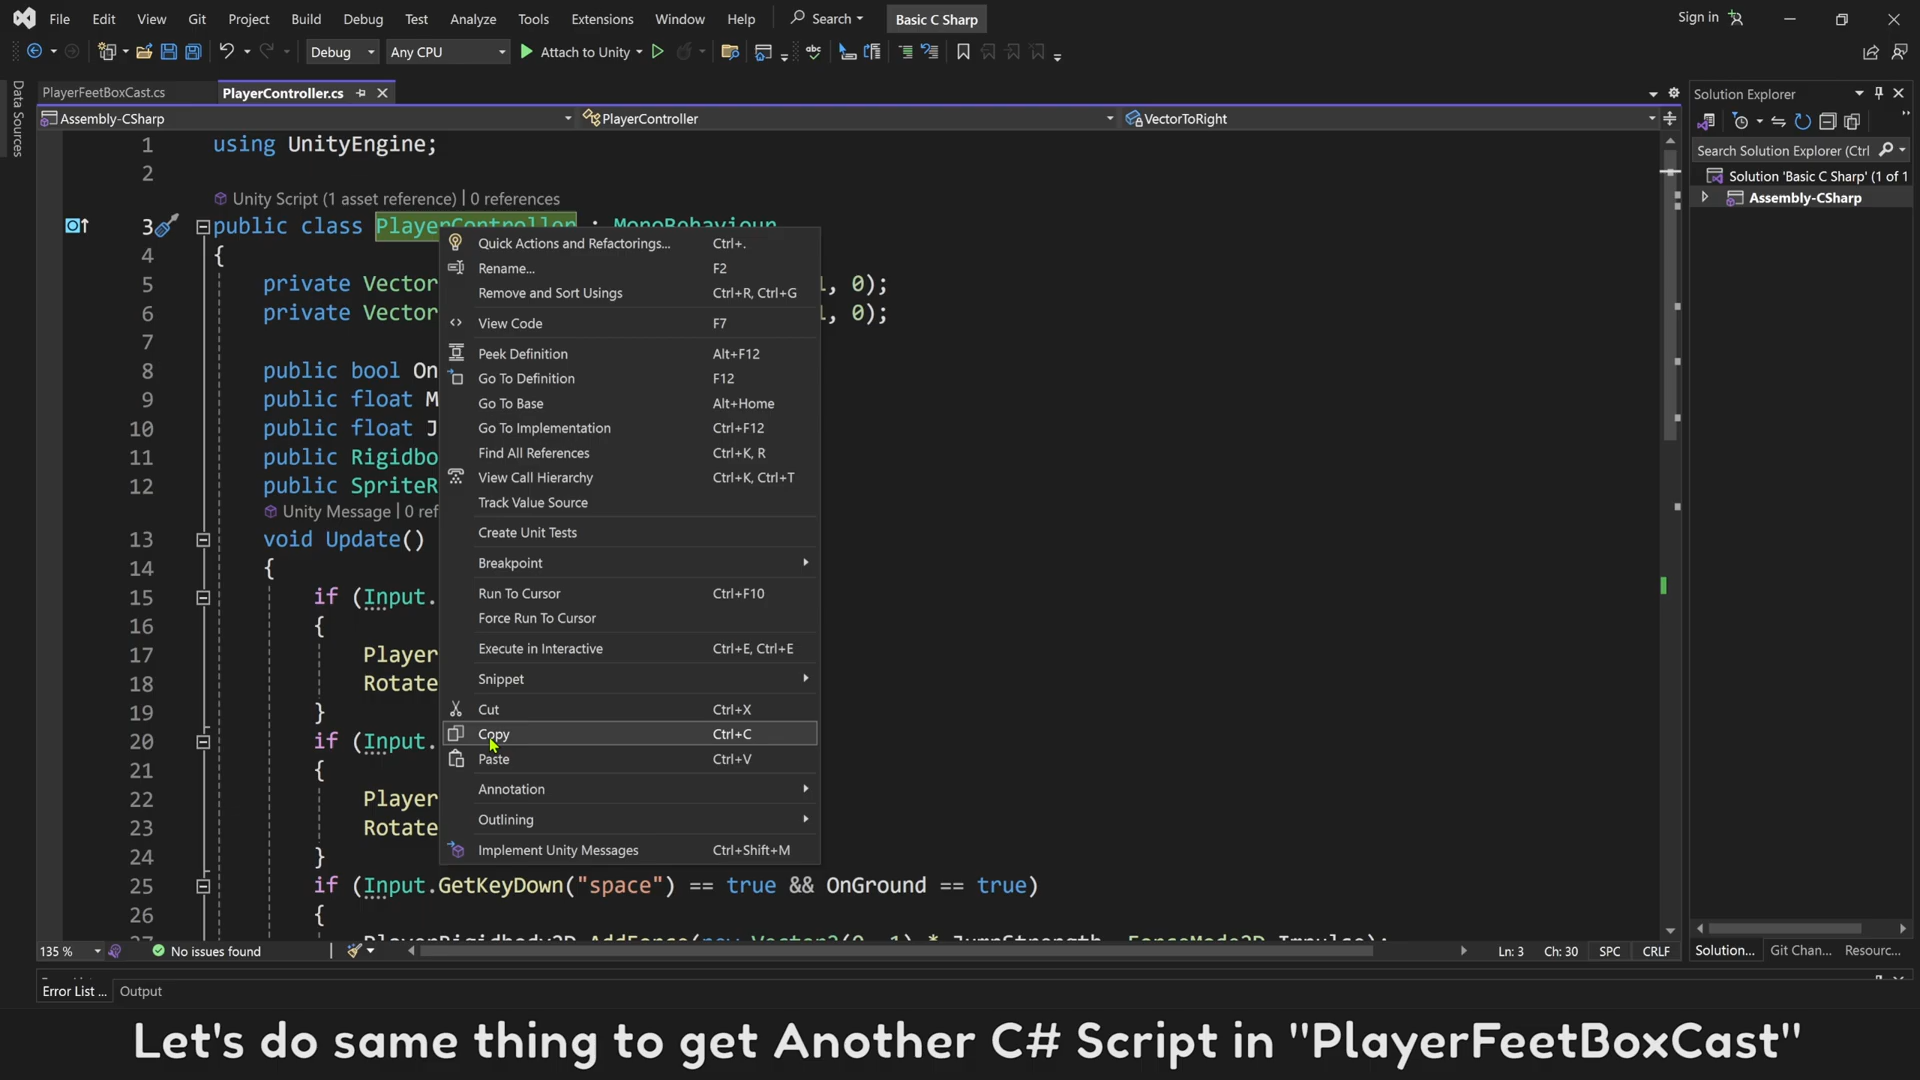 File Edit View Git Project Build Debug Test Analyze Tools Extensions Window Help Search Basic C Sharp Sign in
Debug Any CPU Attach to Unity
Data Sources
PlayerFeetBoxCast.cs PlayerController.cs
Assembly-CSharp PlayerController VectorToRight
1 using UnityEngine;
2
Unity Script (1 asset reference) | 0 references
3 public class PlayerController : MonoBehaviour
4 {
5 private Vector , 0);
6 private Vector , 0);
7
8 public bool On
9 public float M
10 public float J
11 public Rigidbo
12 public SpriteR
Unity Message | 0 ref
13 void Update()
14 {
15 if (Input.
16 {
17 Player
18 Rotate
19 }
20 if (Input.
21 {
22 Player
23 Rotate
24 }
25 if (Input.GetKeyDown("space") == true && OnGround == true)
26 {
27 PlayerRigidbody2D.AddForce(new Vector2(0, 1) * JumpStrength, ForceMode2D.Impulse);
Quick Actions and Refactorings... Ctrl+.
Rename... F2
Remove and Sort Usings Ctrl+R, Ctrl+G
View Code F7
Peek Definition Alt+F12
Go To Definition F12
Go To Base Alt+Home
Go To Implementation Ctrl+F12
Find All References Ctrl+K, R
View Call Hierarchy Ctrl+K, Ctrl+T
Track Value Source
Create Unit Tests
Breakpoint
Run To Cursor Ctrl+F10
Force Run To Cursor
Execute in Interactive Ctrl+E, Ctrl+E
Snippet
Cut Ctrl+X
Copy Ctrl+C
Paste Ctrl+V
Annotation
Outlining
Implement Unity Messages Ctrl+Shift+M
Solution Explorer
Search Solution Explorer (Ctrl
Solution 'Basic C Sharp' (1 of 1
Assembly-CSharp
Solution... Git Chan... Resourc...
135 % No issues found Ln: 3 Ch: 30 SPC CRLF
Error List ... Output
Let's do same thing to get Another C# Script in "PlayerFeetBoxCast"